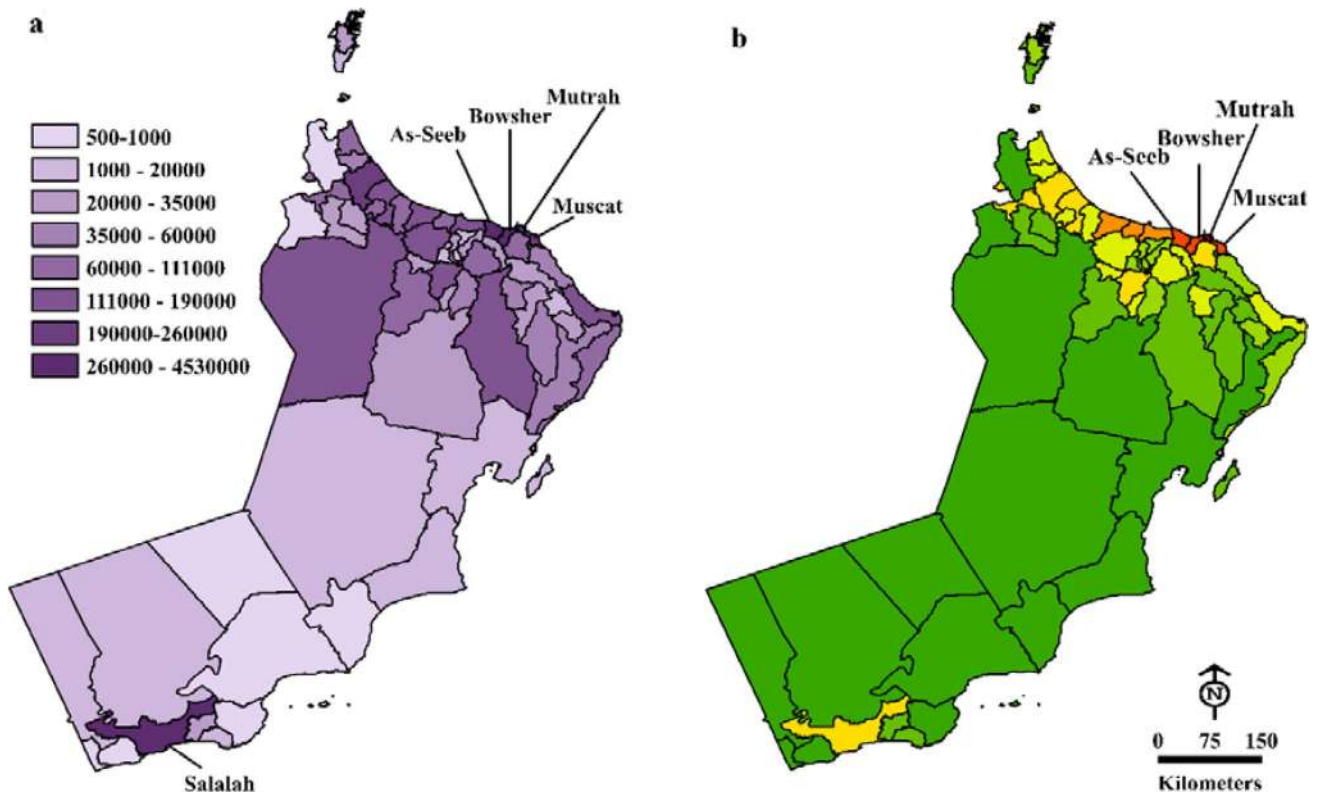 a
500-1000
1000 - 20000
20000 - 35000
35000 - 60000
60000 - 111000
111000 - 190000
190000-260000
260000 - 4530000
Mutrah
Bowsher
As-Seeb
Muscat
Salalah
b
Mutrah
Bowsher
As-Seeb
Muscat
N
0 75 150
Kilometers